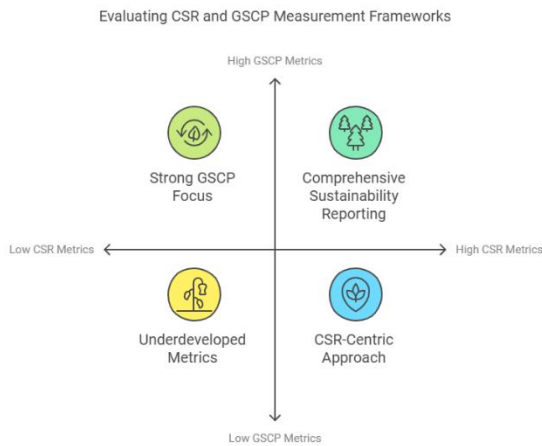 Evaluating CSR and GSCP Measurement Frameworks
High GSCP Metrics
Strong GSCP
Focus
Comprehensive
Sustainability
Reporting
Low CSR Metrics
High CSR Metrics
Underdeveloped
Metrics
CSR-Centric
Approach
Low GSCP Metrics